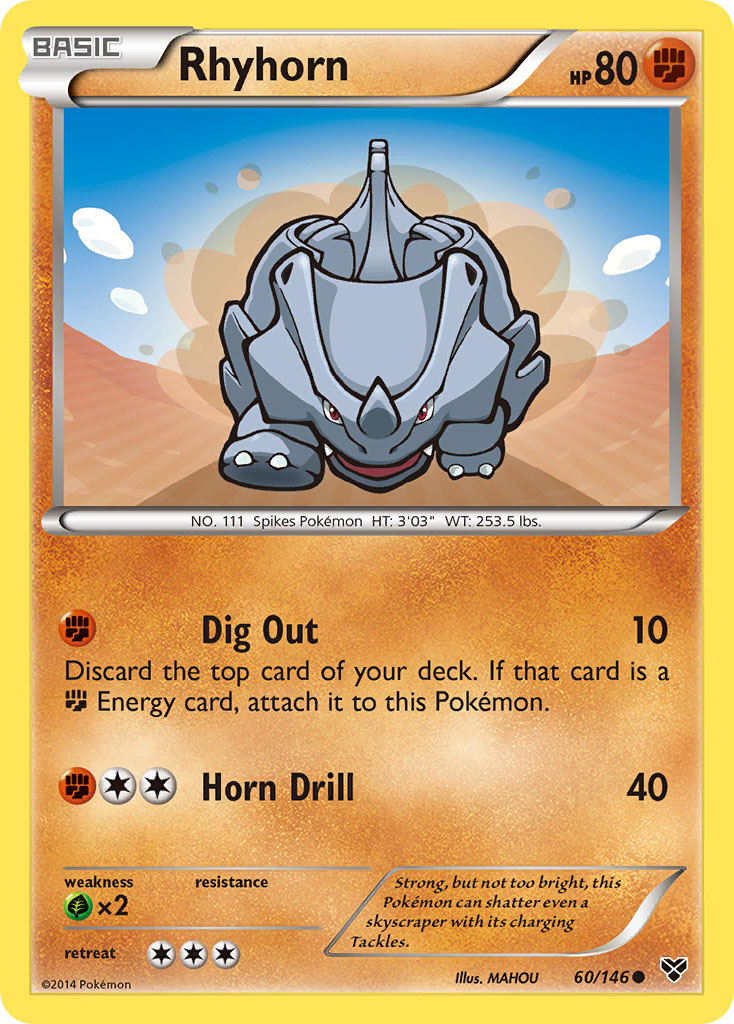 BASIC
Rhyhorn
HP 80
NO. 111 Spikes Pokémon HT: 3'03" WT: 253.5 lbs.
Dig Out 10
Discard the top card of your deck. If that card is a
Energy card, attach it to this Pokémon.
Horn Drill 40
weakness resistance
×2
retreat
Strong, but not too bright, this
Pokémon can shatter even a
skyscraper with its charging
Tackles.
©2014 Pokémon
Illus. MAHOU
60/146